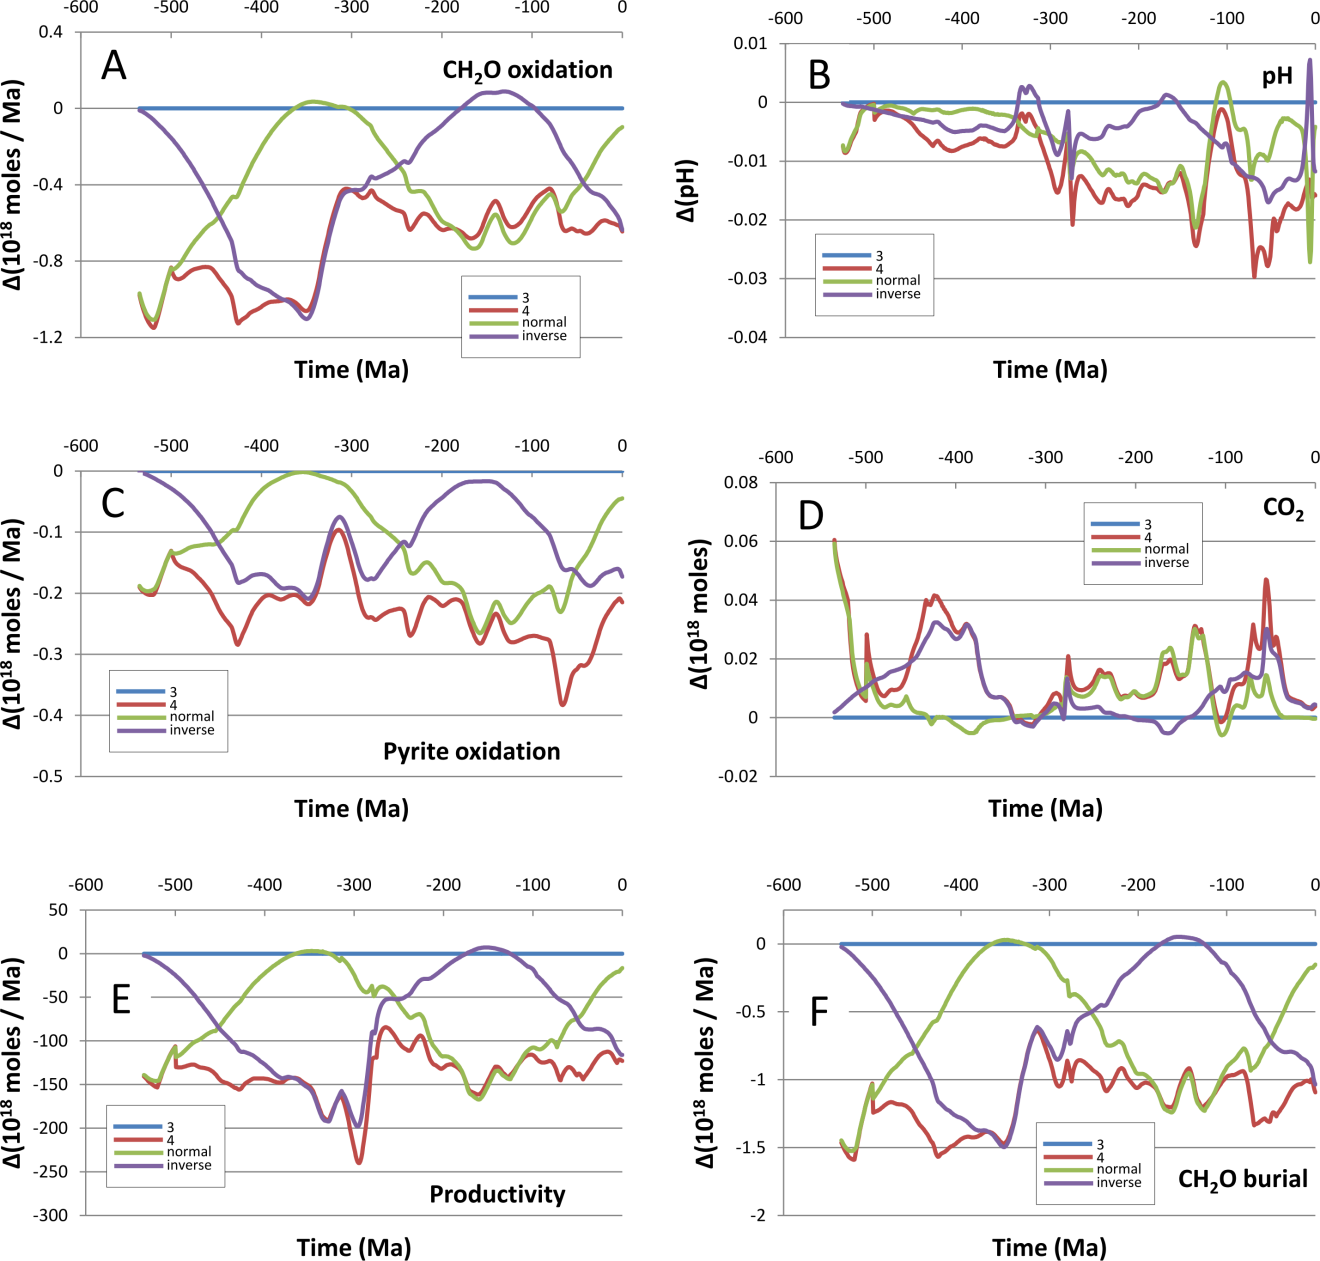 -600 -500 -400 -300 -200 -100 0
0.4
0
-0.4
-0.8
-1.2
A
CH2O oxidation
Δ(10^18 moles / Ma)
3
4
normal
inverse
Time (Ma)
-600 -500 -400 -300 -200 -100 0
0.01
0
-0.01
-0.02
-0.03
-0.04
B
pH
Δ(pH)
3
4
normal
inverse
Time (Ma)
-600 -500 -400 -300 -200 -100 0
0
-0.1
-0.2
-0.3
-0.4
-0.5
C
Δ(10^18 moles / Ma)
3
4
normal
inverse
Pyrite oxidation
Time (Ma)
-600 -500 -400 -300 -200 -100 0
0.08
0.06
0.04
0.02
0
-0.02
D
CO2
Δ(10^18 moles)
3
4
normal
inverse
Time (Ma)
-600 -500 -400 -300 -200 -100 0
50
0
-50
-100
-150
-200
-250
-300
E
Δ(10^18 moles / Ma)
3
4
normal
inverse
Productivity
Time (Ma)
-600 -500 -400 -300 -200 -100 0
0
-0.5
-1
-1.5
-2
F
Δ(10^18 moles / Ma)
3
4
normal
inverse
CH2O burial
Time (Ma)